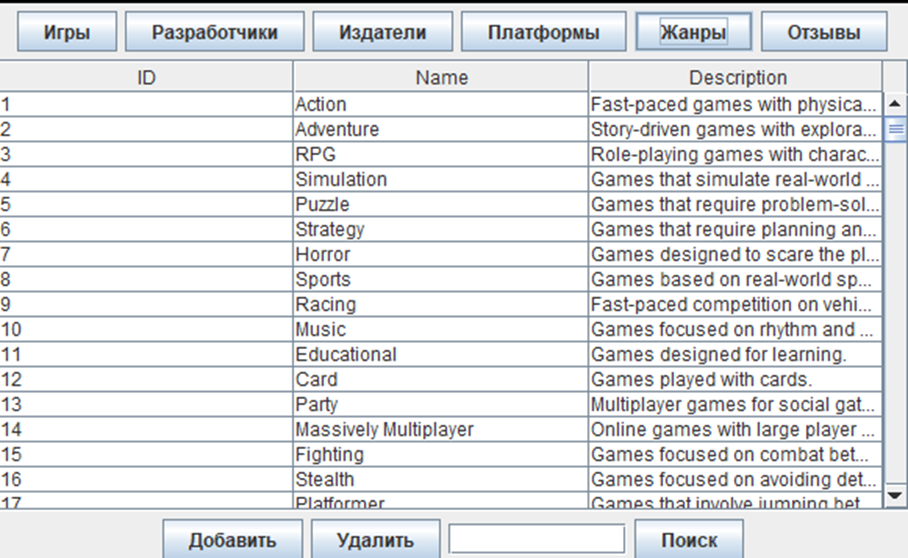 Игры Разработчики Издатели Платформы Жанры Отзывы
ID Name Description
1 Action Fast-paced games with physica...
2 Adventure Story-driven games with explora...
3 RPG Role-playing games with charac...
4 Simulation Games that simulate real-world ...
5 Puzzle Games that require problem-sol...
6 Strategy Games that require planning an...
7 Horror Games designed to scare the pl...
8 Sports Games based on real-world sp...
9 Racing Fast-paced competition on vehi...
10 Music Games focused on rhythm and ...
11 Educational Games designed for learning.
12 Card Games played with cards.
13 Party Multiplayer games for social gat...
14 Massively Multiplayer Online games with large player ...
15 Fighting Games focused on combat bet...
16 Stealth Games focused on avoiding det...
17 Platformer Games that involve jumping bet...
Добавить Удалить Поиск